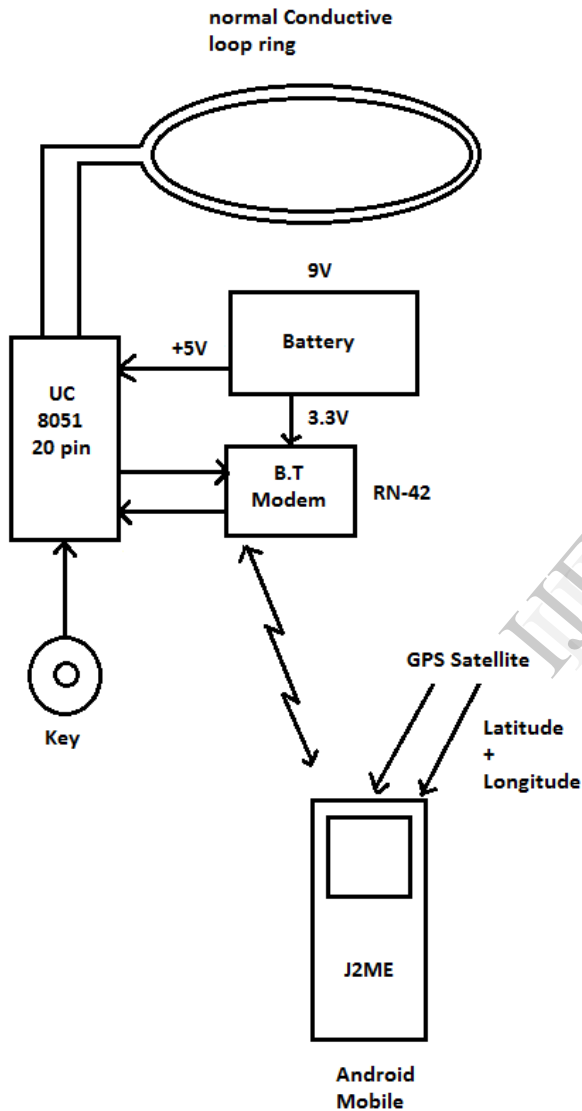 normal Conductive
loop ring
9V
Battery
+5V
UC
8051
20 pin
3.3V
B.T
Modem
RN-42
Key
GPS Satellite
Latitude
+
Longitude
J2ME
Android
Mobile